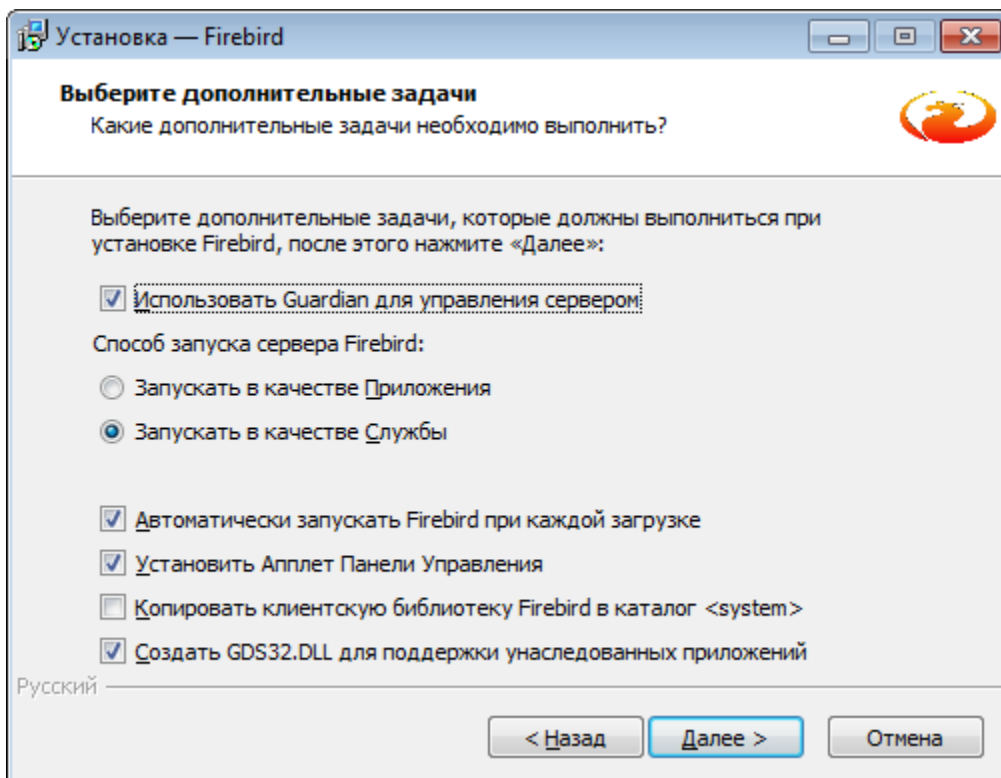 Установка — Firebird
Выберите дополнительные задачи
Какие дополнительные задачи необходимо выполнить?
Выберите дополнительные задачи, которые должны выполниться при
установке Firebird, после этого нажмите «Далее»:
Использовать Guardian для управления сервером
Способ запуска сервера Firebird:
Запускать в качестве Приложения
Запускать в качестве Службы
Автоматически запускать Firebird при каждой загрузке
Установить Апплет Панели Управления
Копировать клиентскую библиотеку Firebird в каталог <system>
Создать GDS32.DLL для поддержки унаследованных приложений
Русский
< Назад Далее > Отмена